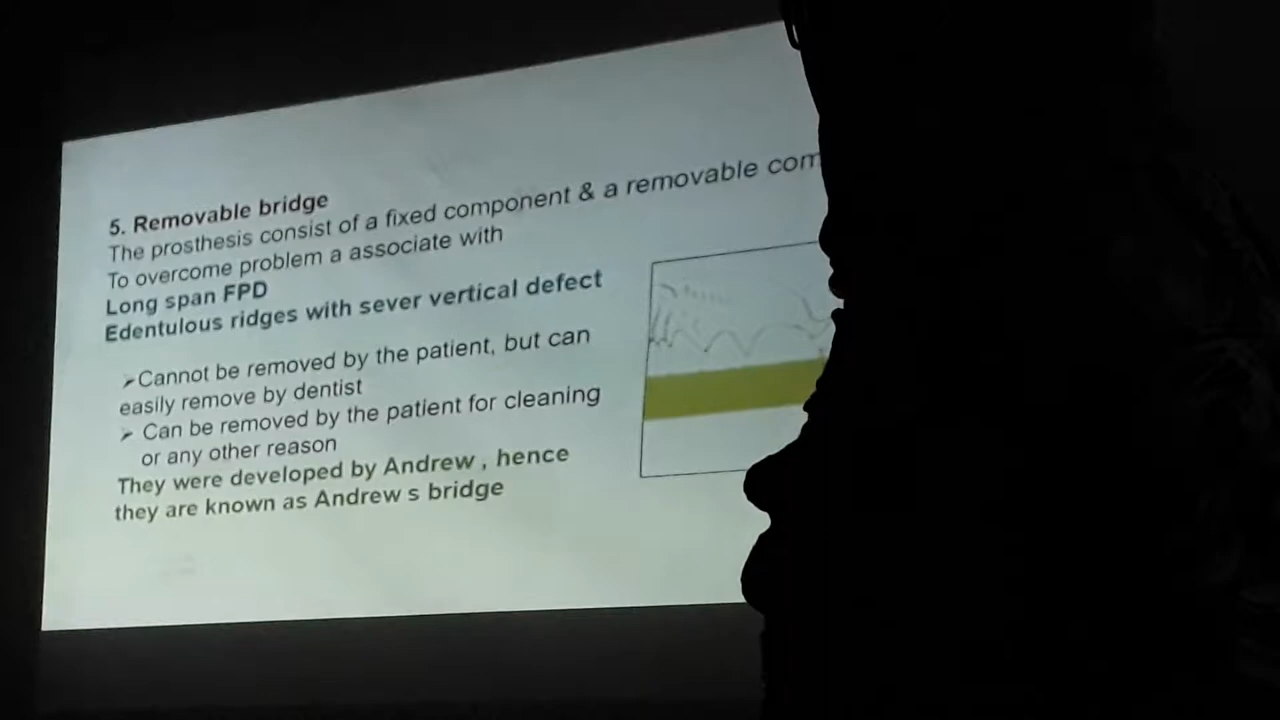 5. Removable bridge
The prosthesis consist of a fixed component & a removable com
To overcome problem a associate with
Long span FPD
Edentulous ridges with sever vertical defect
➢Cannot be removed by the patient, but can
easily remove by dentist
➢ Can be removed by the patient for cleaning
or any other reason
They were developed by Andrew , hence
they are known as Andrew s bridge